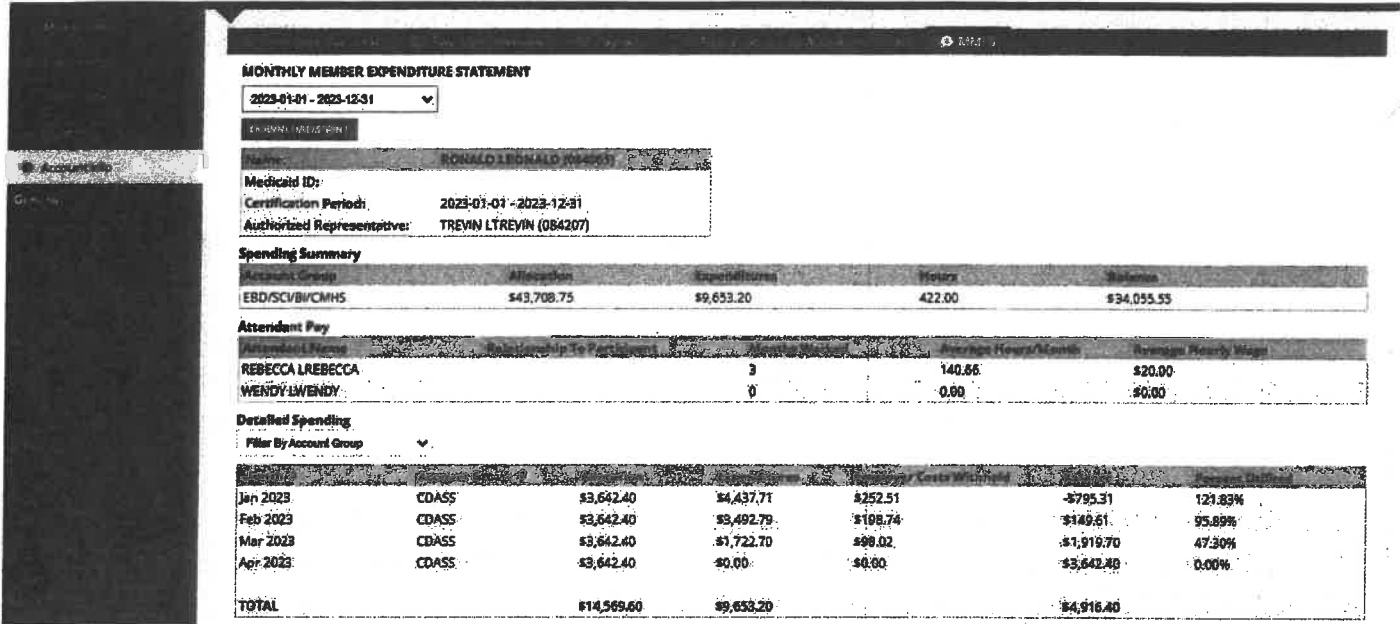 MONTHLY MEMBER EXPENDITURE STATEMENT
2023-01-01 - 2023-12-31
Name: RONALD LRONALD (084063)
Medicaid ID:
Certification Period: 2023-01-01 - 2023-12-31
Authorized Representative: TREVIN LTREVIN (084207)
Spending Summary
Account Group Allocation Expenditures Hours Balance
EBD/SCI/BI/CMHS $43,708.75 $9,653.20 422.00 $34,055.55
Attendant Pay
Attendant Name Relationship To Participant Months Worked Average Hours/Month Average Hourly Wage
REBECCA LREBECCA 3 140.66 $20.00
WENDY LWENDY 0 0.00 $0.00
Detailed Spending
Filter By Account Group
Costs Withheld Percent Utilized
Jan 2023 CDASS $3,642.40 $4,437.71 $252.51 -$795.31 121.83%
Feb 2023 CDASS $3,642.40 $3,492.79 $198.74 $149.61 95.89%
Mar 2023 CDASS $3,642.40 $1,722.70 $98.02 $1,919.70 47.30%
Apr 2023 CDASS $3,642.40 $0.00 $0.00 $3,642.40 0.00%
TOTAL $14,569.60 $9,653.20 $4,916.40